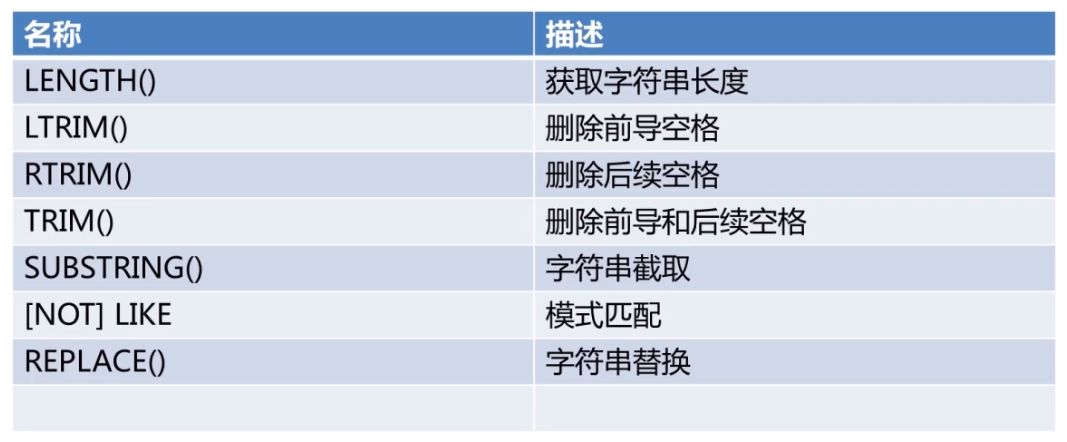 名称 描述
LENGTH() 获取字符串长度
LTRIM() 删除前导空格
RTRIM() 删除后续空格
TRIM() 删除前导和后续空格
SUBSTRING() 字符串截取
[NOT] LIKE 模式匹配
REPLACE() 字符串替换